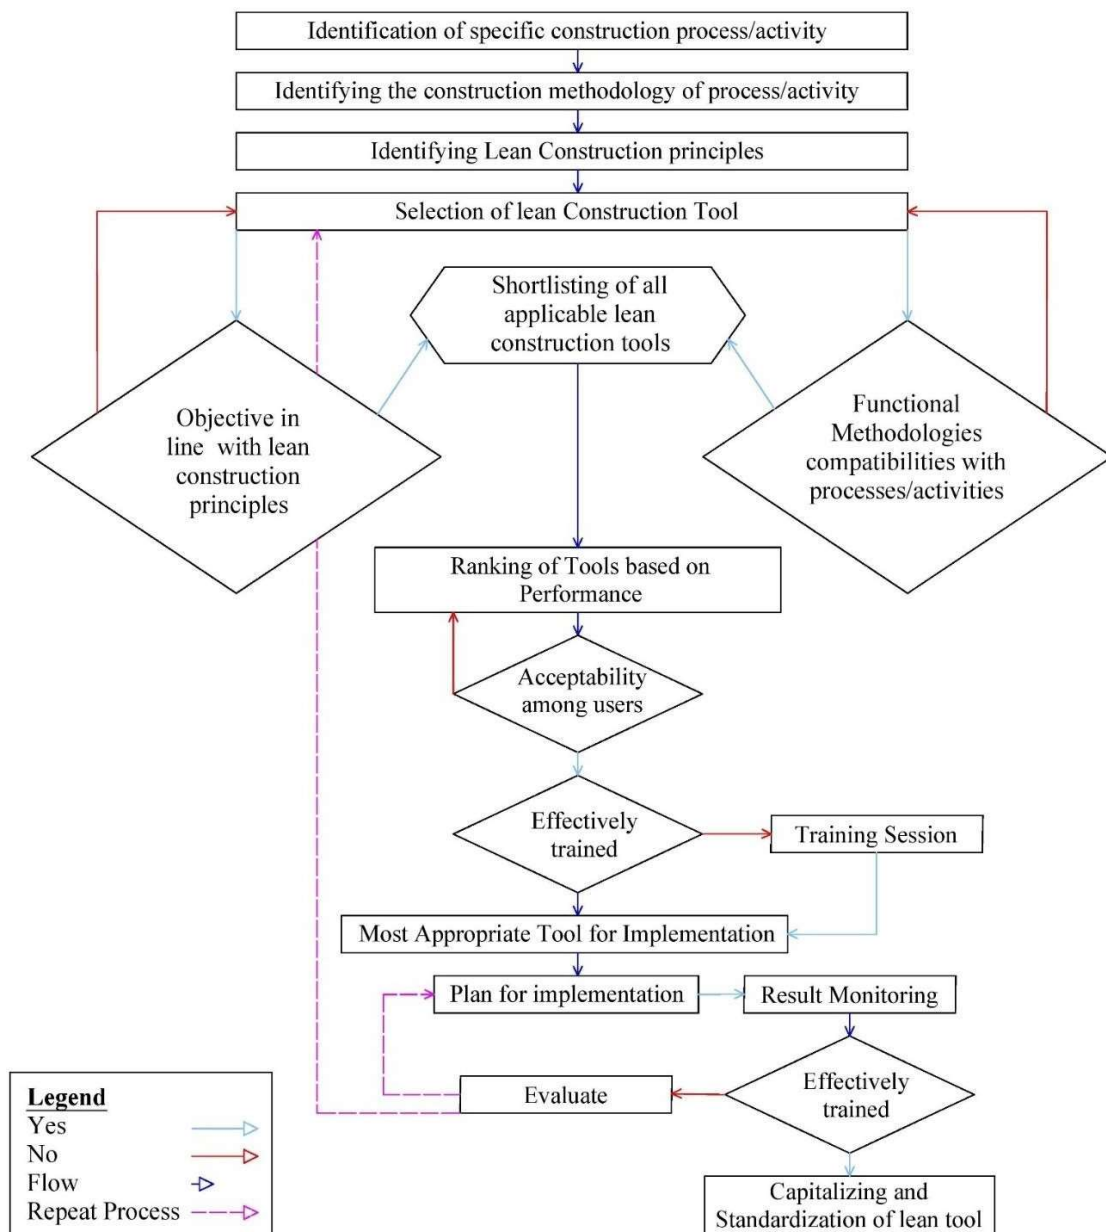 Identification of specific construction process/activity
Identifying the construction methodology of process/activity
Identifying Lean Construction principles
Selection of lean Construction Tool
Shortlisting of all
applicable lean
construction tools
Objective in
line with lean
construction
principles
Functional
Methodologies
compatibilities with
processes/activities
Ranking of Tools based on
Performance
Acceptability
among users
Effectively
trained
Training Session
Most Appropriate Tool for Implementation
Plan for implementation
Result Monitoring
Evaluate
Effectively
trained
Capitalizing and
Standardization of lean tool
Legend
Yes
No
Flow
Repeat Process